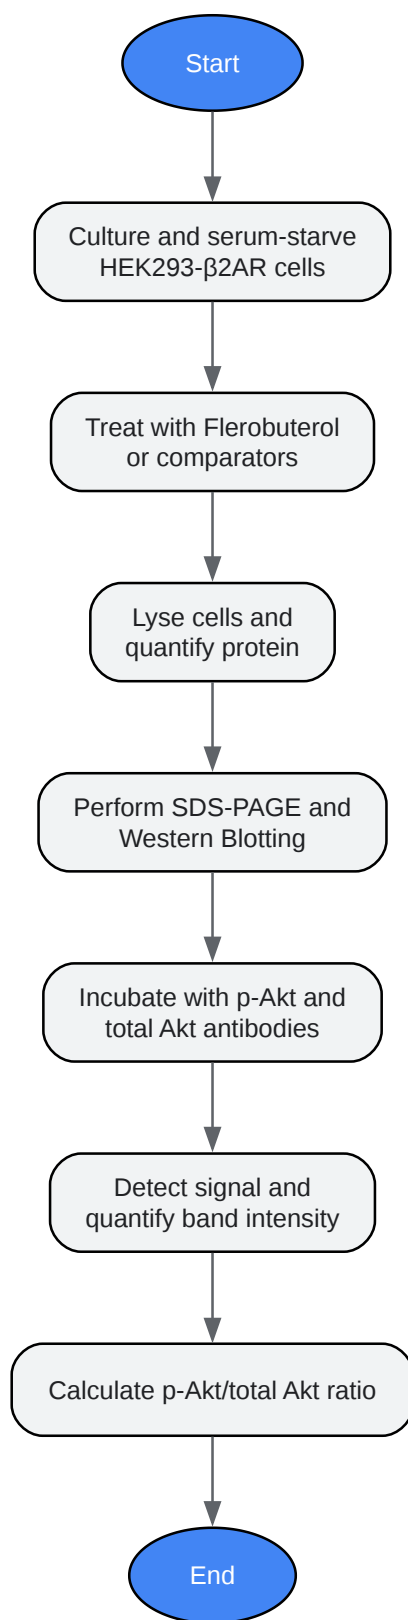 Start
Culture and serum-starve
HEK293-β2AR cells
Treat with Flerobuterol
or comparators
Lyse cells and
quantify protein
Perform SDS-PAGE and
Western Blotting
Incubate with p-Akt and
total Akt antibodies
Detect signal and
quantify band intensity
Calculate p-Akt/total Akt ratio
End